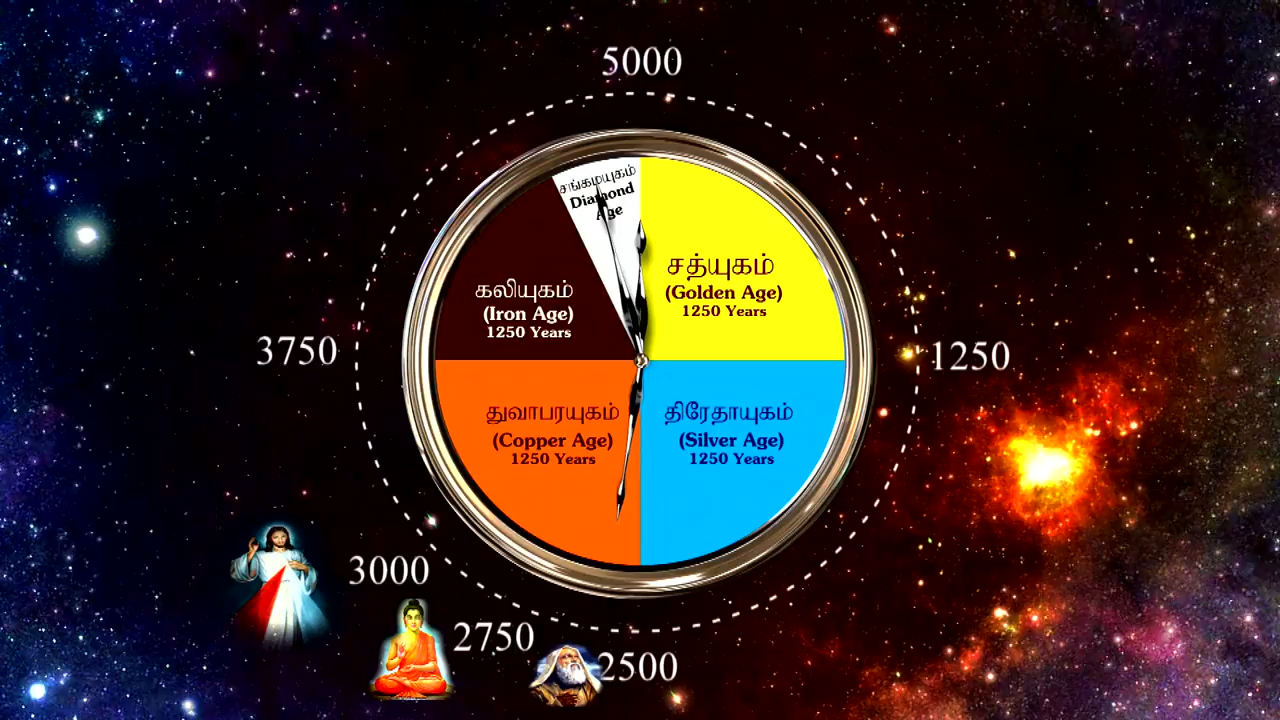 5000
சங்கமயுகம்
Diamond
Age
சத்யுகம்
(Golden Age)
1250 Years
கலியுகம்
(Iron Age)
1250 Years
3750
1250
துவாபரயுகம்
(Copper Age)
1250 Years
திரேதாயுகம்
(Silver Age)
1250 Years
3000
2750
2500